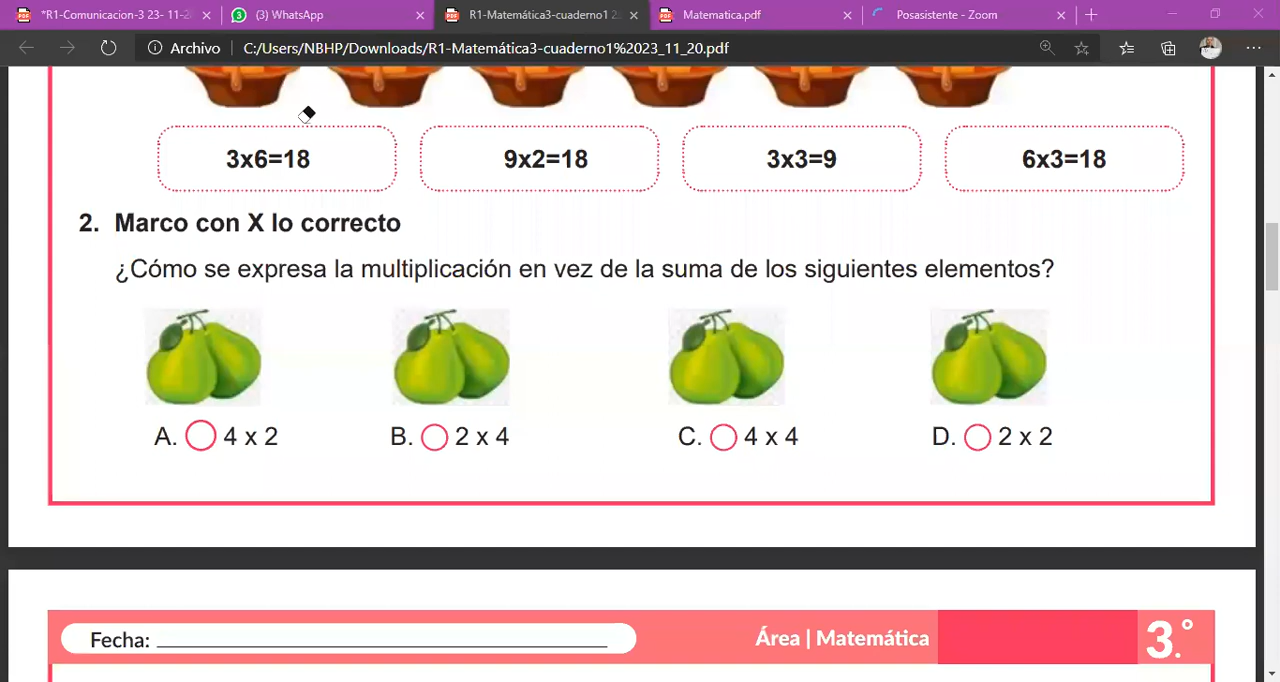 *R1-Comunicacion-3 23- 11-2
(3) WhatsApp
R1-Matemática3-cuaderno1 2
Matematica.pdf
Posasistente - Zoom
Archivo
C:/Users/NBHP/Downloads/R1-Matemática3-cuaderno1%2023_11_20.pdf
3x6=18
9x2=18
3x3=9
6x3=18
2. Marco con X lo correcto
¿Cómo se expresa la multiplicación en vez de la suma de los siguientes elementos?
A. 4 x 2
B. 2 x 4
C. 4 x 4
D. 2 x 2
Fecha:
Área | Matemática
3.°